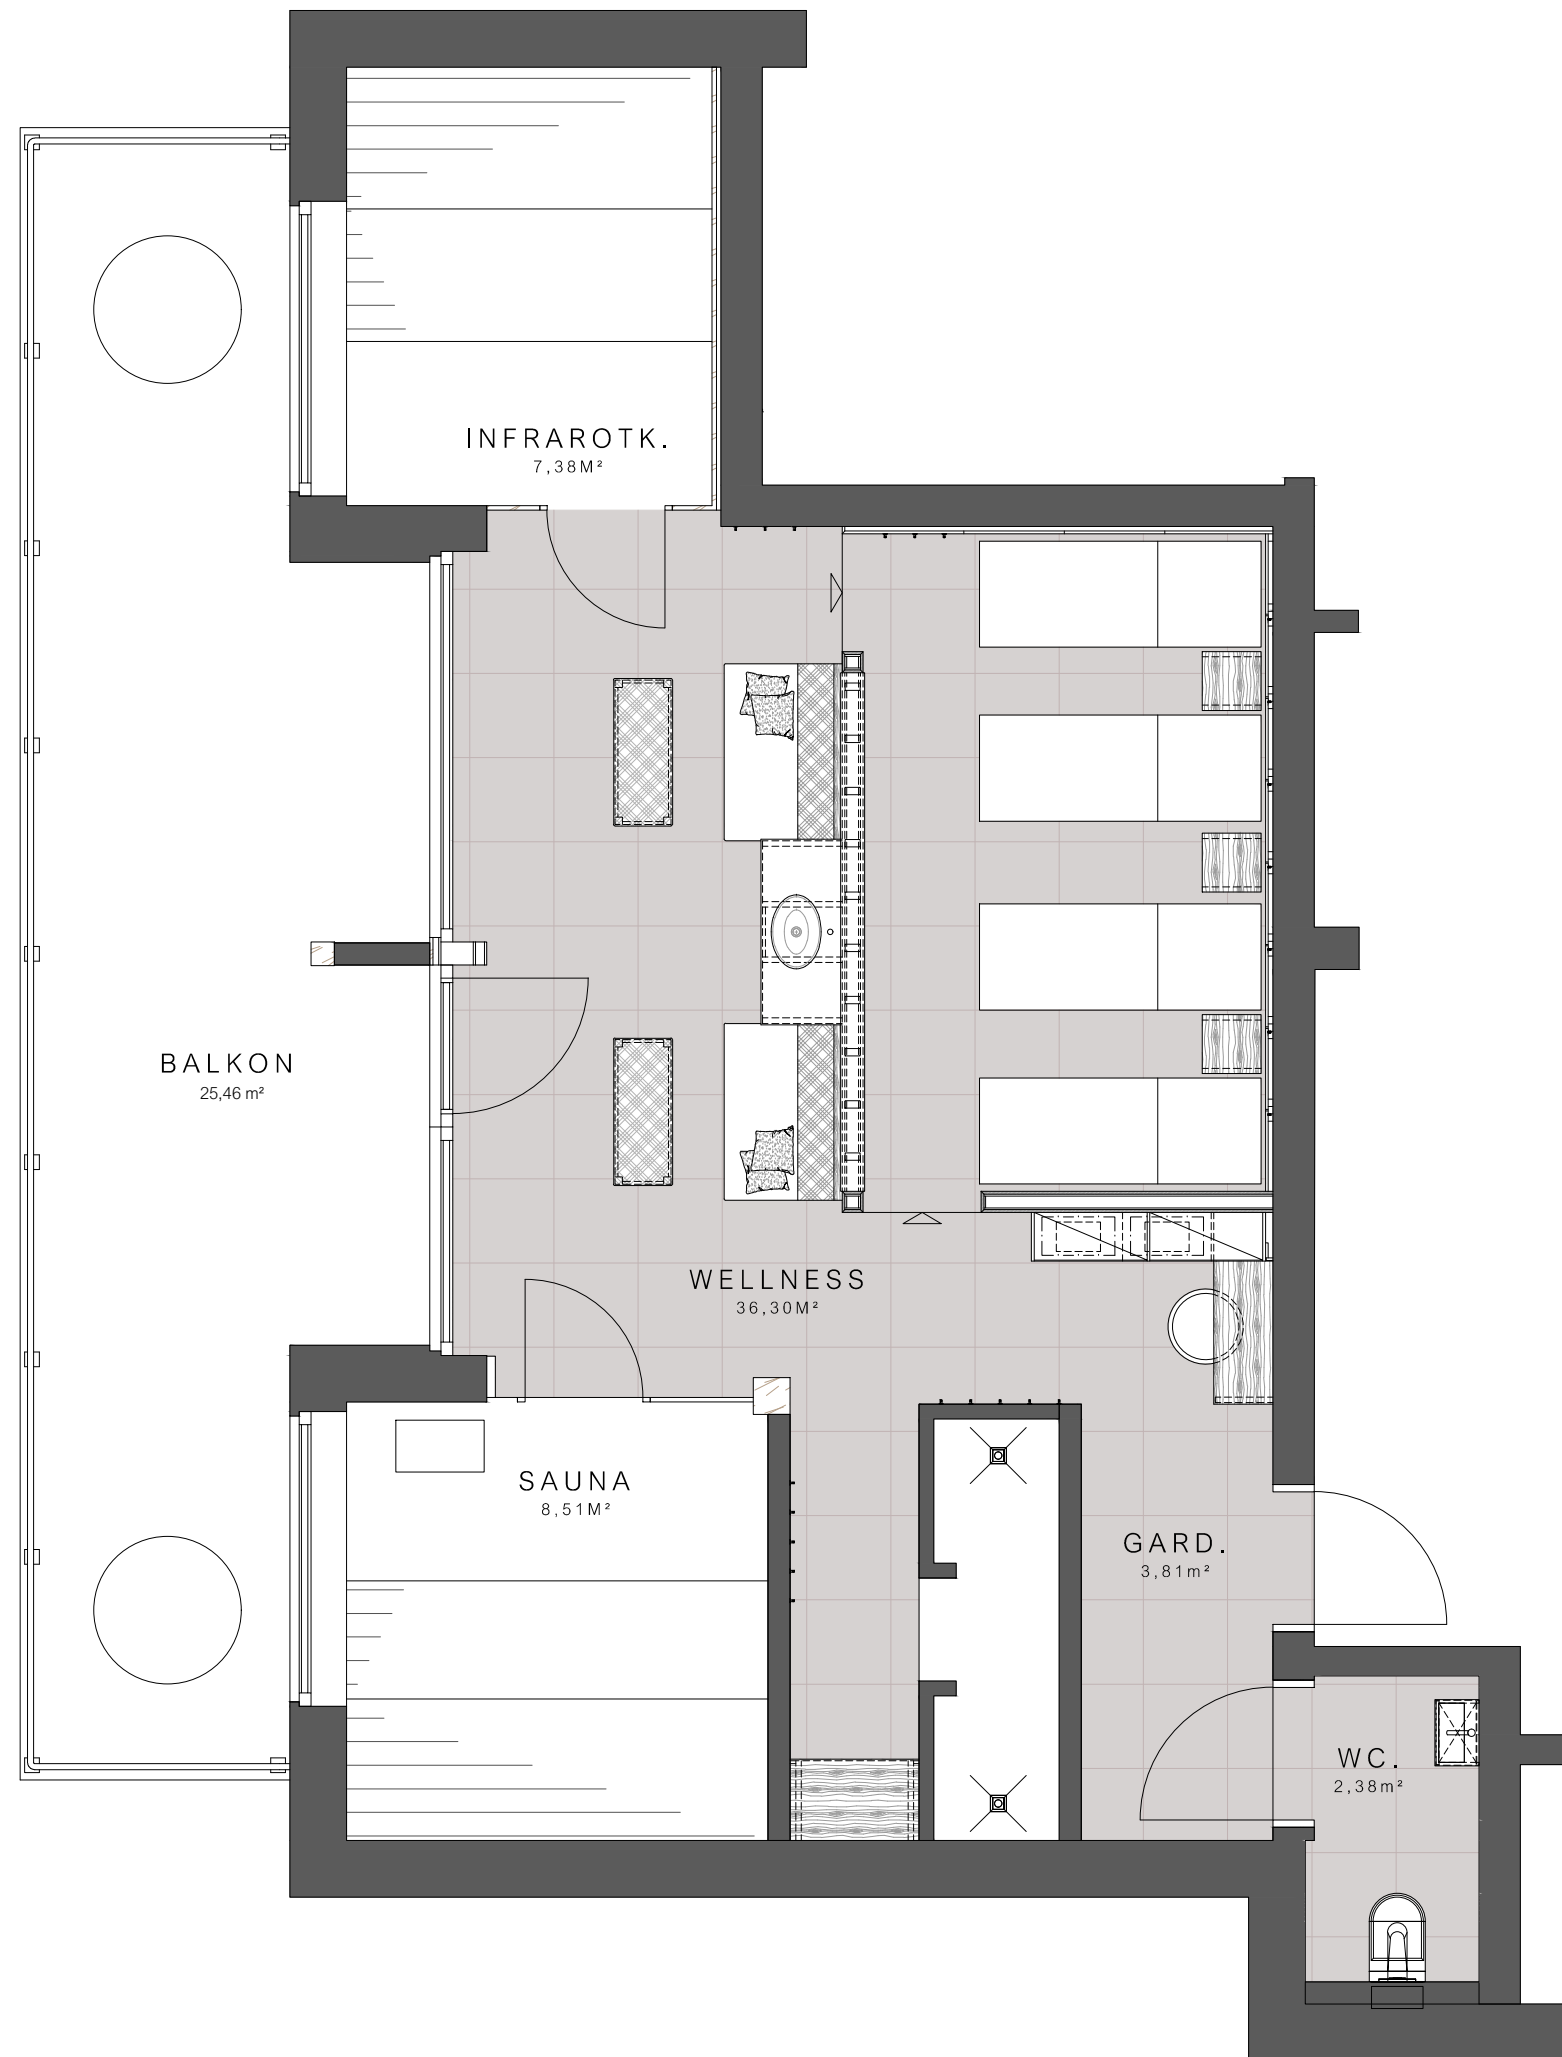 INFRAROTK.
7,38M²
BALKON
25,46 m²
WELLNESS
36,30M²
SAUNA
8,51M²
GARD.
3,81m²
WC.
2,38m²